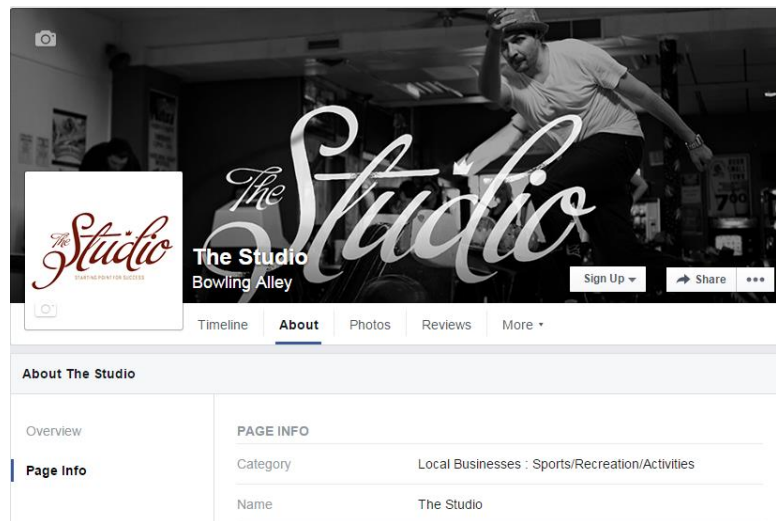 The Studio
The Studio
STARTING POINT FOR SUCCESS
The Studio
Bowling Alley
Sign Up
Share
Timeline
About
Photos
Reviews
More
About The Studio
Overview
PAGE INFO
Page Info
Category Local Businesses : Sports/Recreation/Activities
Name The Studio